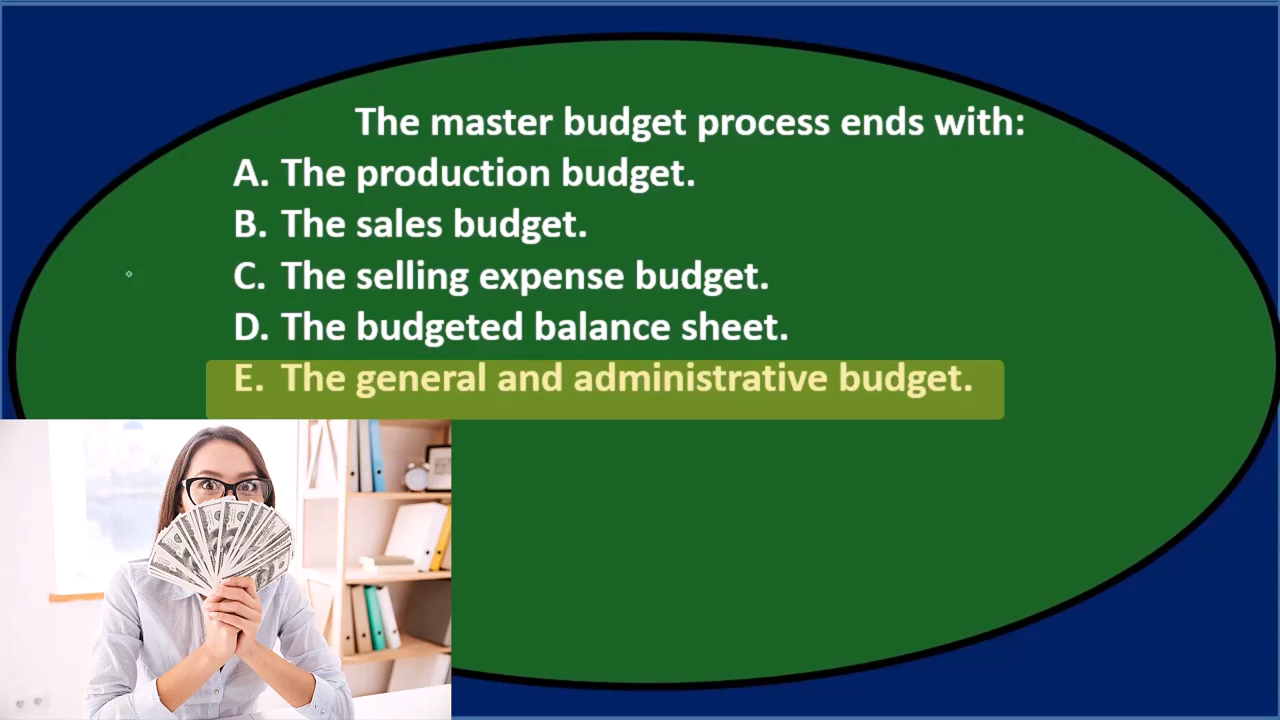 The master budget process ends with:
A. The production budget.
B. The sales budget.
C. The selling expense budget.
D. The budgeted balance sheet.
E. The general and administrative budget.